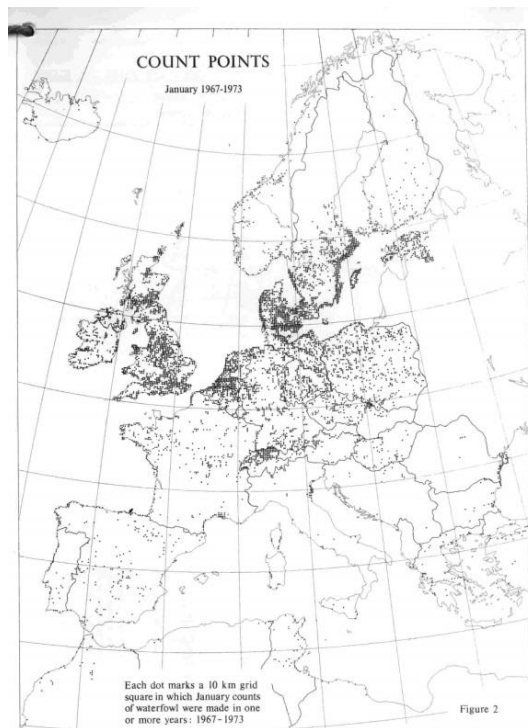 COUNT POINTS
January 1967-1973
Each dot marks a 10 km grid
square in which January counts
of waterfowl were made in one
or more years: 1967-1973
Figure 2